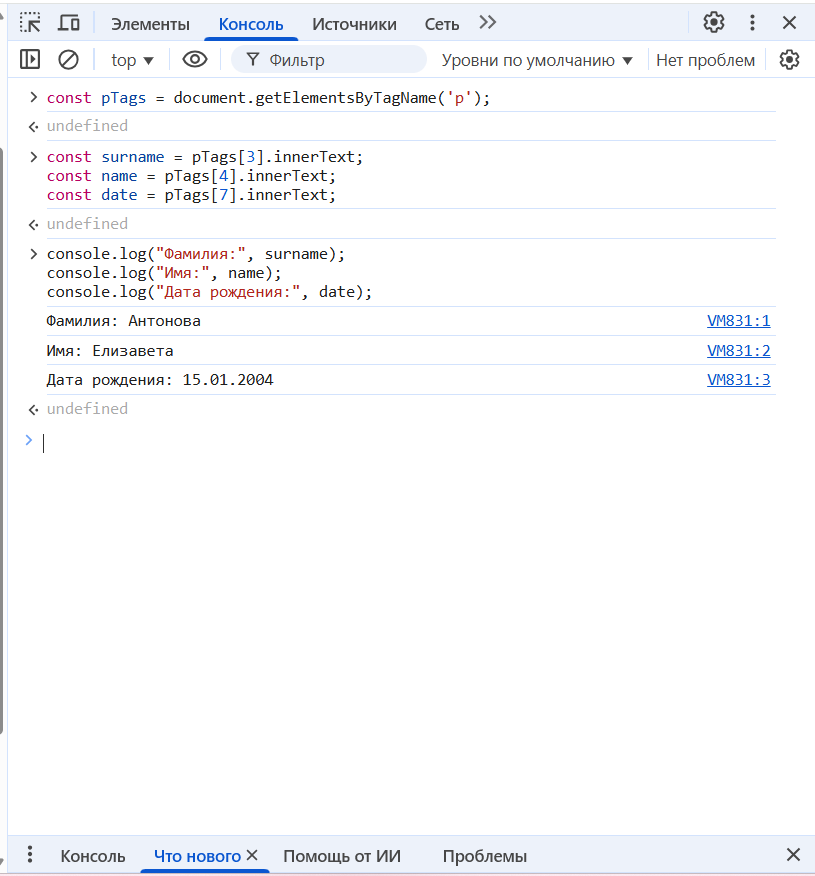 Элементы Консоль Источники Сеть
top Фильтр Уровни по умолчанию Нет проблем
const pTags = document.getElementsByTagName('p');
undefined
const surname = pTags[3].innerText;
const name = pTags[4].innerText;
const date = pTags[7].innerText;
undefined
console.log("Фамилия:", surname);
console.log("Имя:", name);
console.log("Дата рождения:", date);
Фамилия: Антонова VM831:1
Имя: Елизавета VM831:2
Дата рождения: 15.01.2004 VM831:3
undefined
Консоль Что нового Помощь от ИИ Проблемы